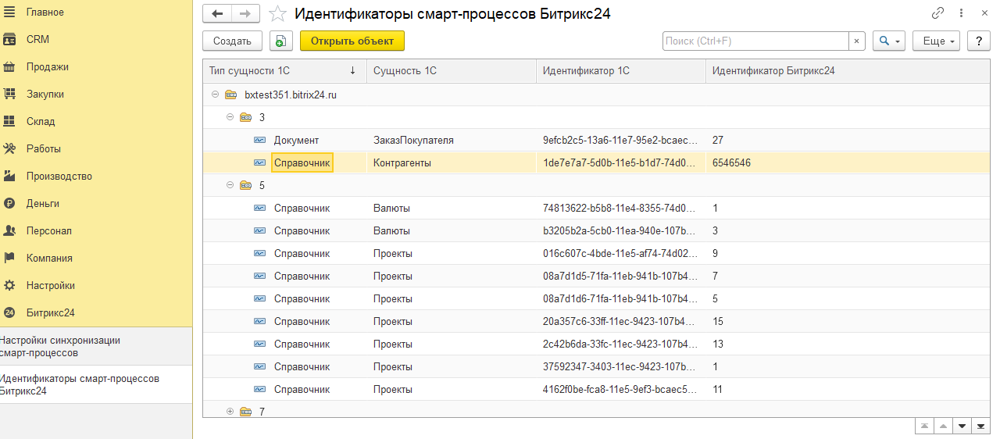 Главное
CRM
Продажи
Закупки
Склад
Работы
Производство
Деньги
Персонал
Компания
Настройки
24 Битрикс24
Настройки синхронизации
смарт-процессов
Идентификаторы смарт-процессов
Битрикс24
Идентификаторы смарт-процессов Битрикс24
Создать Открыть объект Поиск (Ctrl+F) × Еще ?
Тип сущности 1С ↓ Сущность 1С Идентификатор 1С Идентификатор Битрикс24
bxtest351.bitrix24.ru
3
Документ ЗаказПокупателя 9efcb2c5-13a6-11e7-95e2-bcaec... 27
Справочник Контрагенты 1de7e7a7-5d0b-11e5-b1d7-74d0... 6546546
5
Справочник Валюты 74813622-b5b8-11e4-8355-74d0... 1
Справочник Валюты b3205b2a-5cb0-11ea-940e-107b... 3
Справочник Проекты 016c607c-4bde-11e5-af74-74d02... 9
Справочник Проекты 08a7d1d5-71fa-11eb-941b-107b4... 7
Справочник Проекты 08a7d1d6-71fa-11eb-941b-107b4... 5
Справочник Проекты 20a357c6-33ff-11ec-9423-107b4... 15
Справочник Проекты 2c42b6da-33fc-11ec-9423-107b4... 13
Справочник Проекты 37592347-3403-11ec-9423-107b... 1
Справочник Проекты 4162f0be-fca8-11e5-9ef3-bcaec5... 11
7